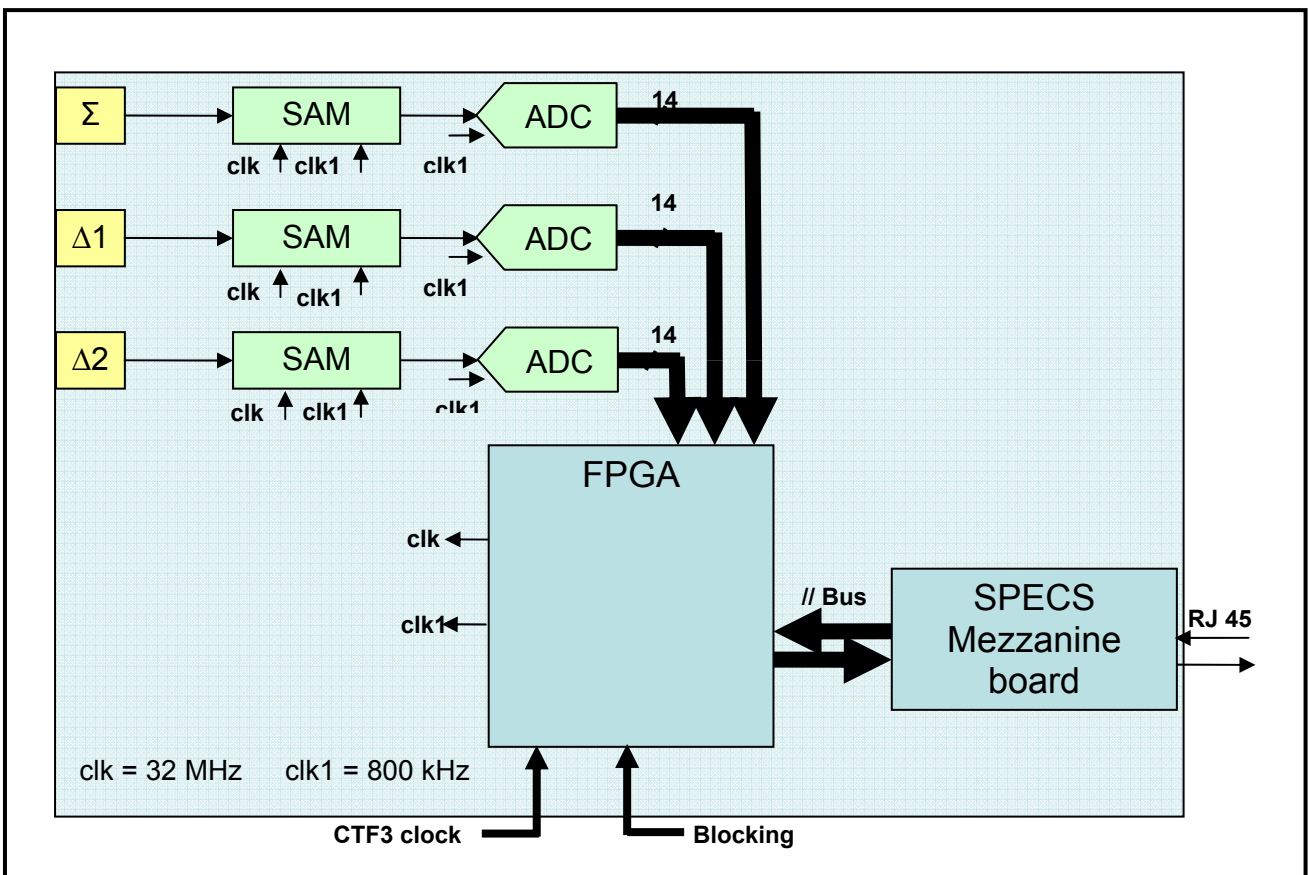 Σ SAM ADC 14
clk clk1 clk1
14
Δ1 SAM ADC
clk clk1 clk1
14
Δ2 SAM ADC
clk clk1 clk1
FPGA
clk
clk1
// Bus
SPECS
Mezzanine
board
RJ 45
clk = 32 MHz clk1 = 800 kHz
CTF3 clock Blocking